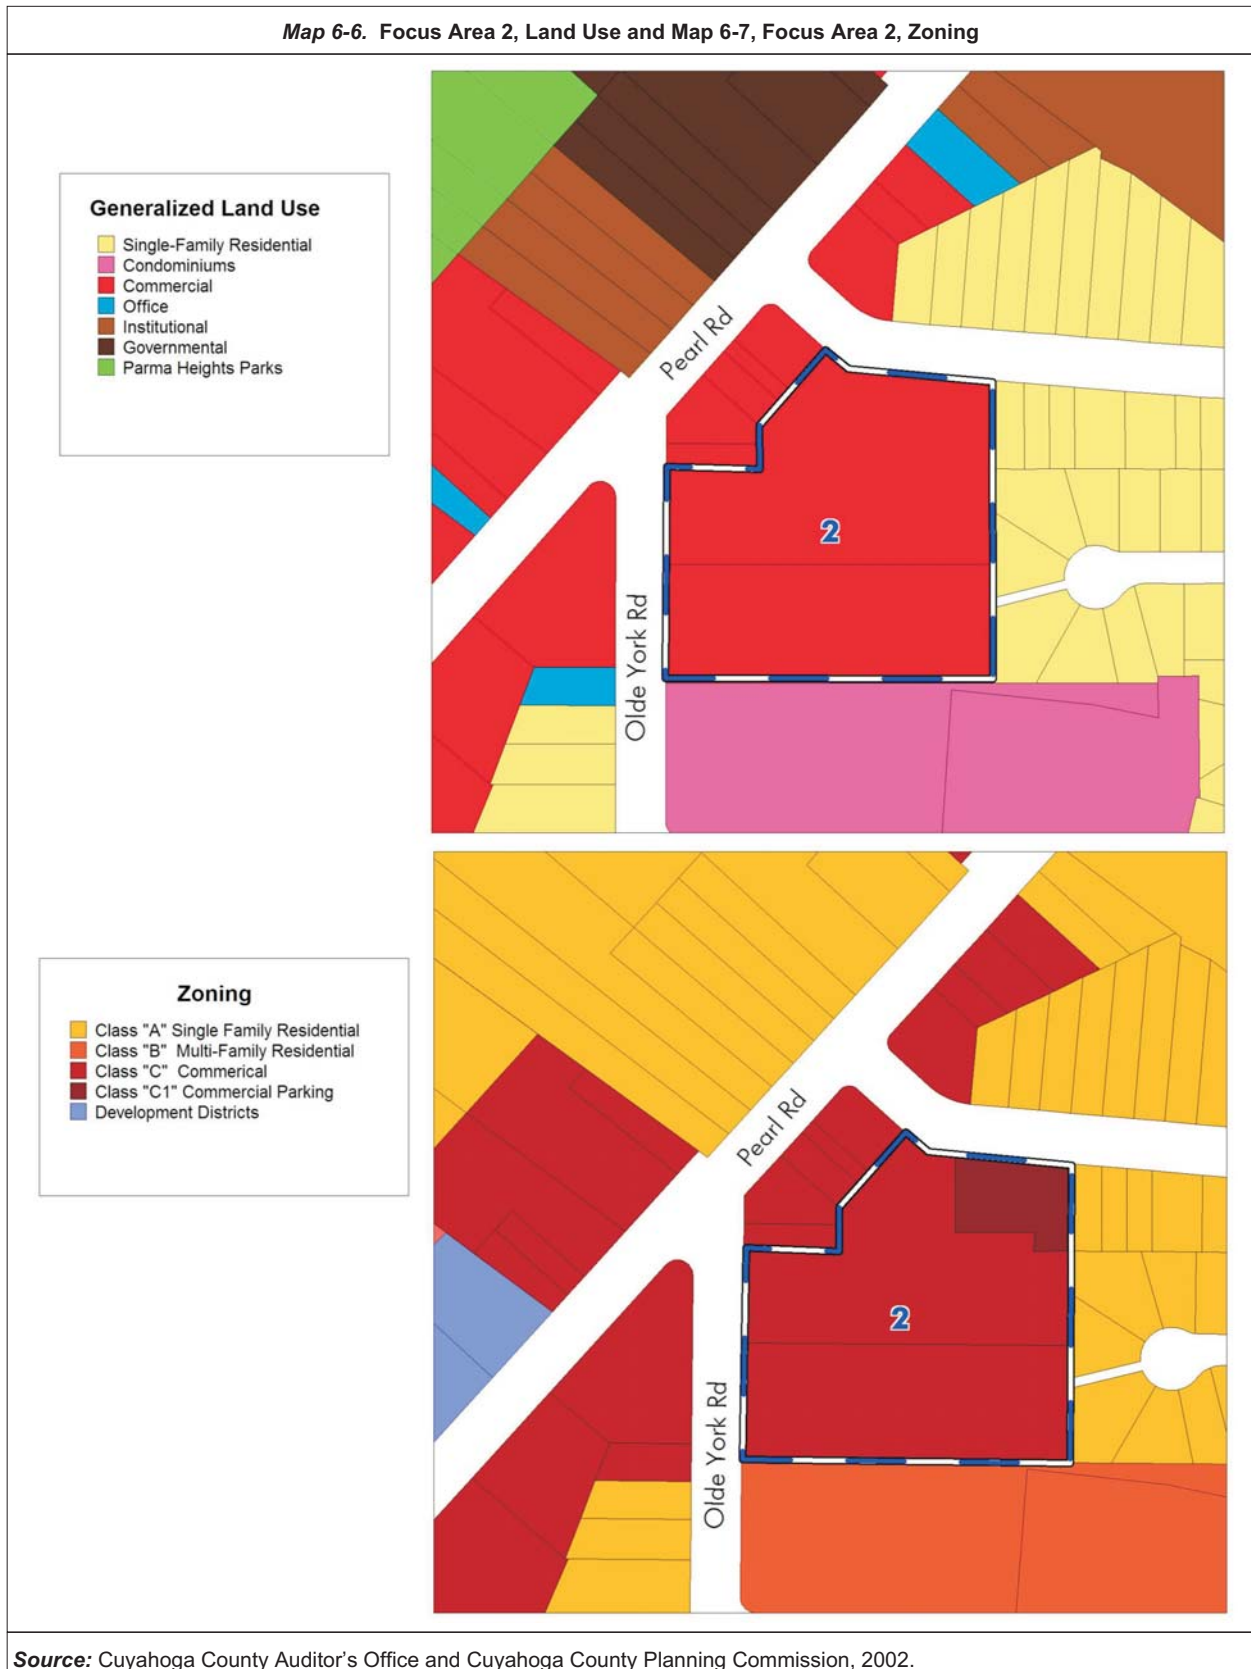 Map 6-6. Focus Area 2, Land Use and Map 6-7, Focus Area 2, Zoning
Generalized Land Use
Single-Family Residential
Condominiums
Commercial
Office
Institutional
Governmental
Parma Heights Parks
Pearl Rd
2
Olde York Rd
Zoning
Class "A" Single Family Residential
Class "B" Multi-Family Residential
Class "C" Commerical
Class "C1" Commercial Parking
Development Districts
Pearl Rd
2
Olde York Rd
Source: Cuyahoga County Auditor's Office and Cuyahoga County Planning Commission, 2002.